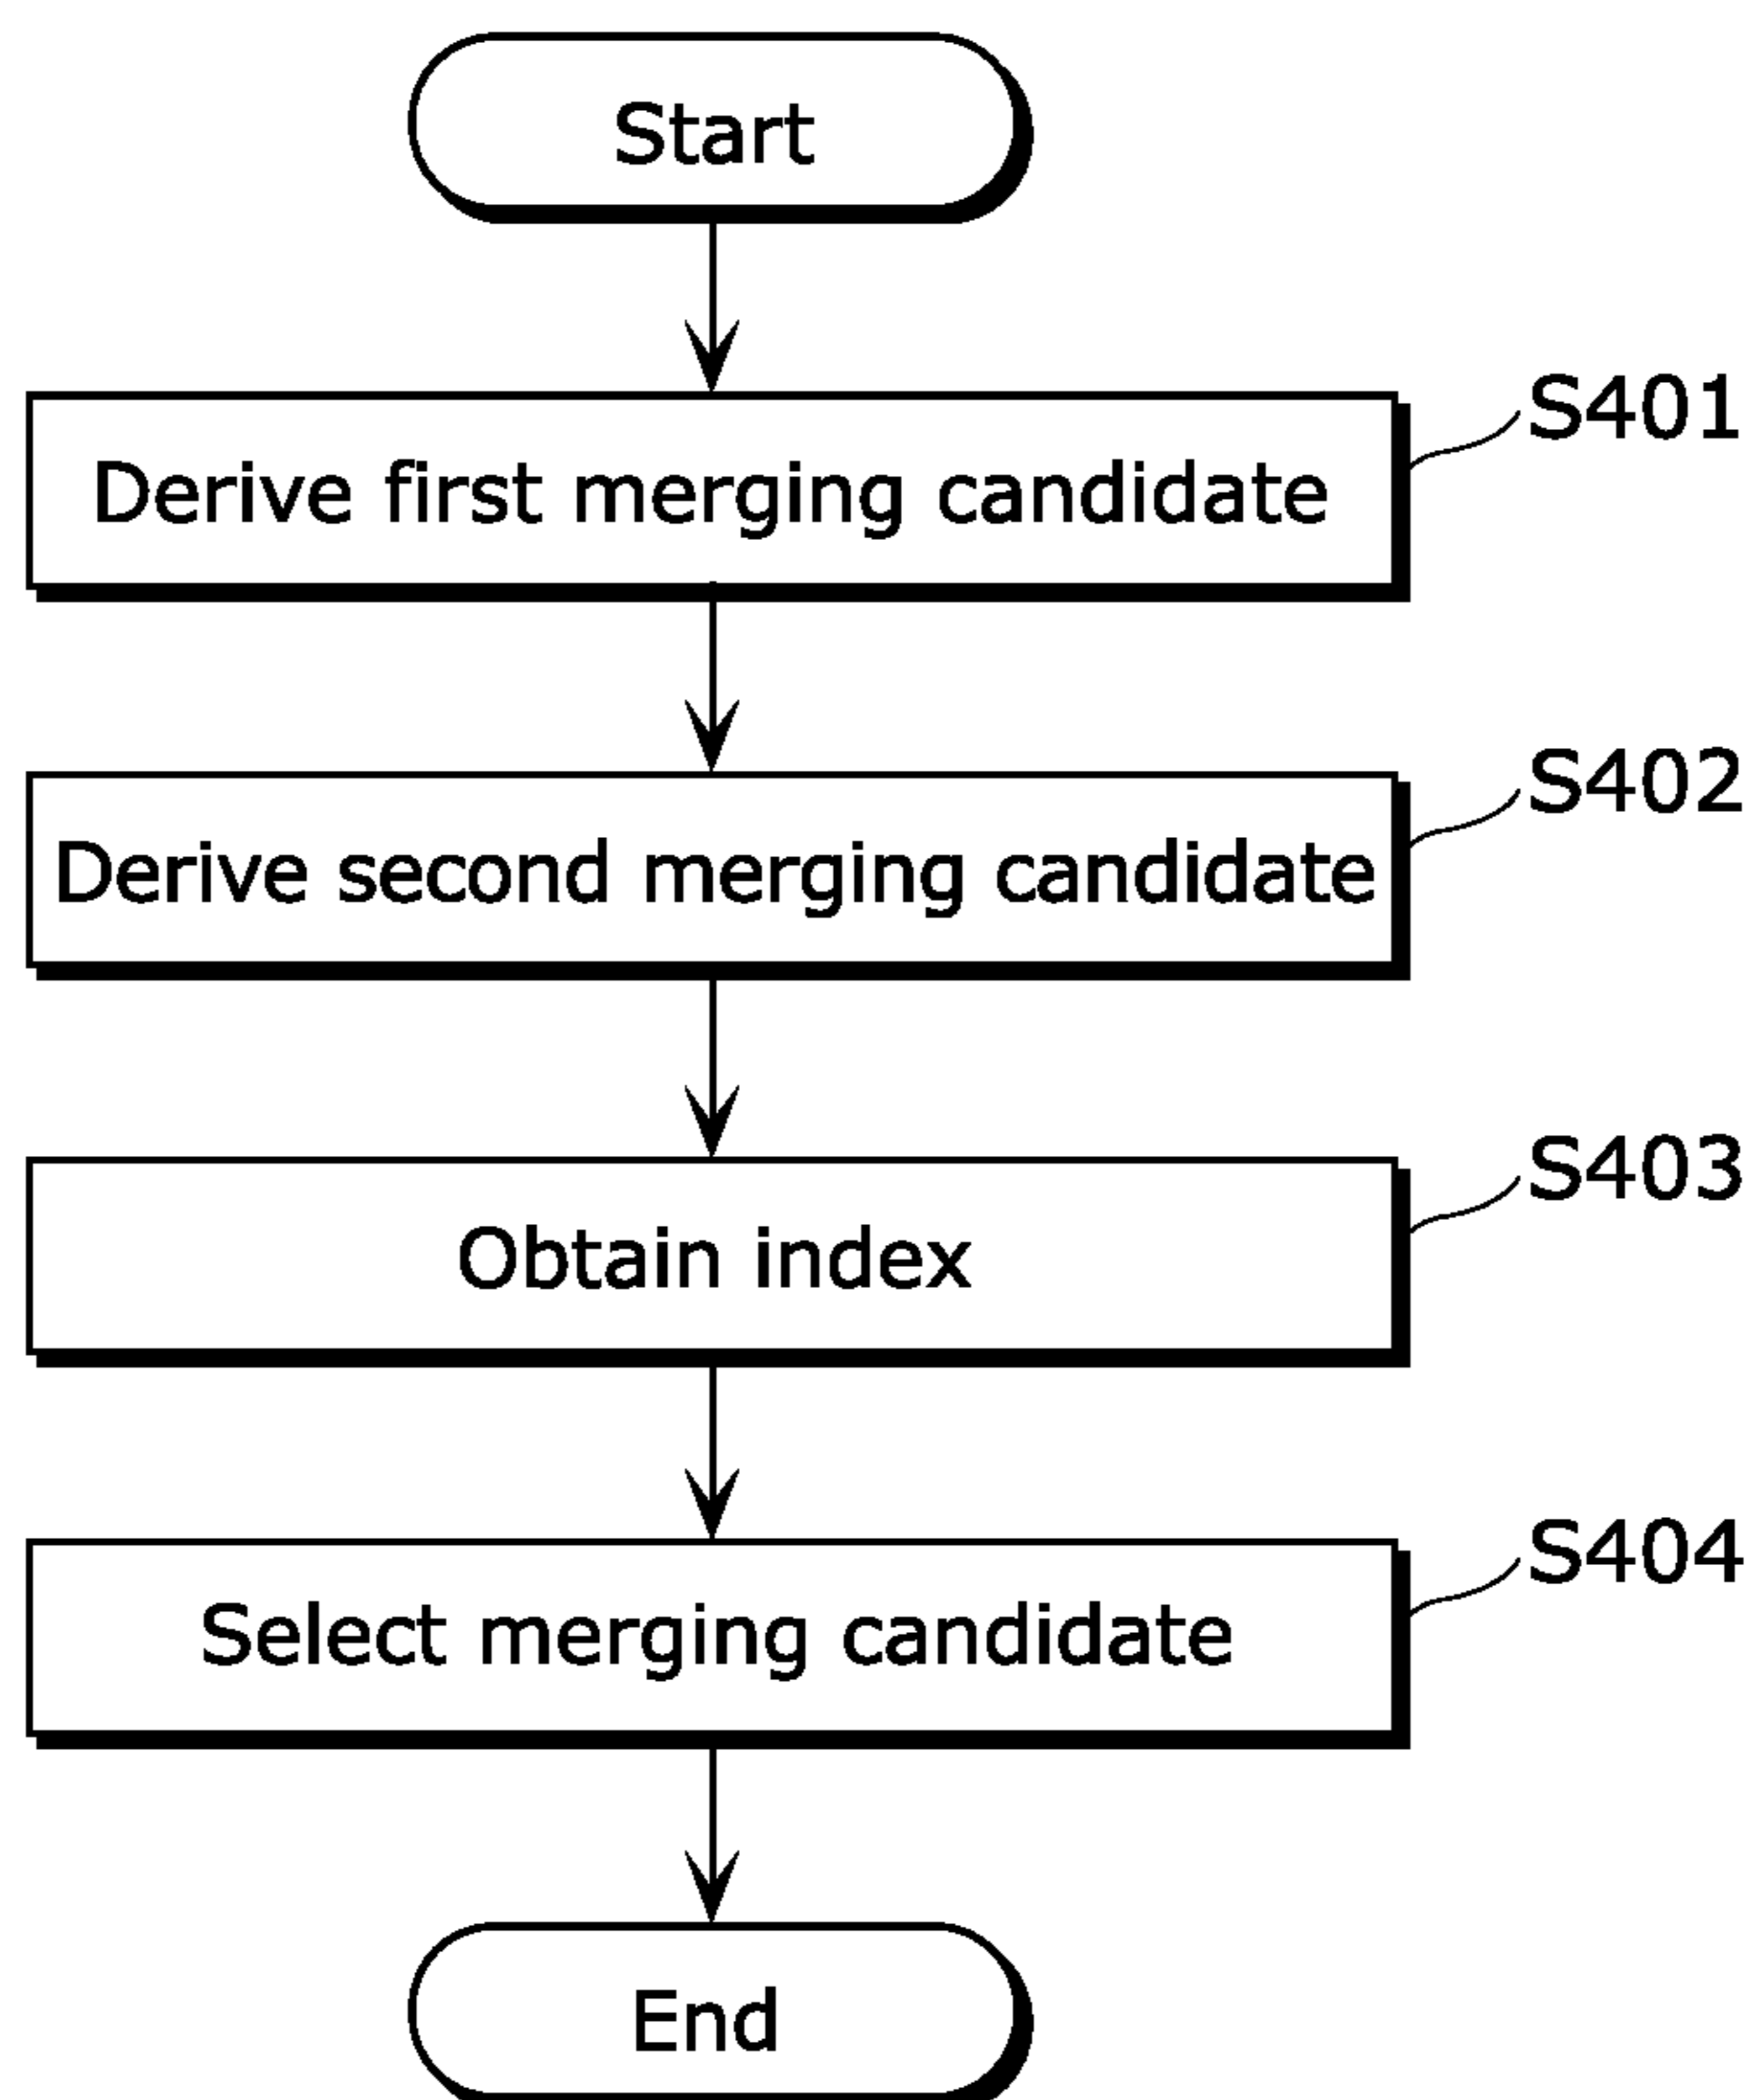 Start
S401
Derive first merging candidate
S402
Derive second merging candidate
S403
Obtain index
S404
Select merging candidate
End